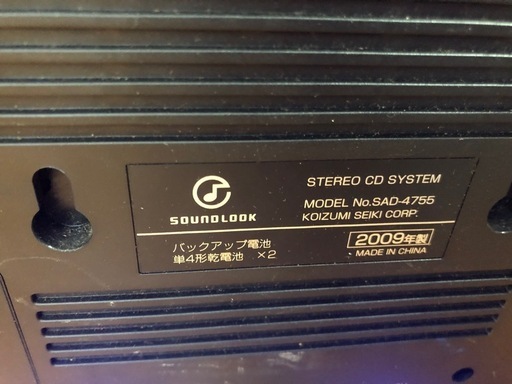 SOUNDLOOK
バックアップ電池
単4形乾電池 ×2
STEREO CD SYSTEM
MODEL No.SAD-4755
KOIZUMI SEIKI CORP.
2009年製
MADE IN CHINA